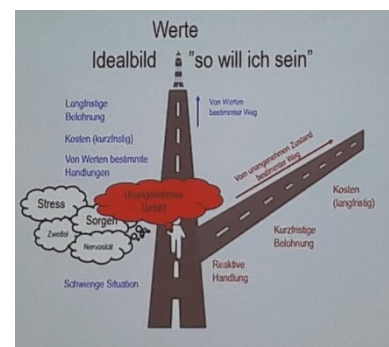 Werte
Idealbild "so will ich sein"
Langfristige
Belohnung
Kosten (kurzfristig)
Von Werten bestimmte
Handlungen
Von Werten
bestimmter Weg
Vom unangenehmen Zustand
bestimmter Weg
Unangenehmes
Gefühl
Stress
Sorgen
Zweifel
Nervosität
Kosten
(langfristig)
Kurzfristige
Belohnung
Reaktive
Handlung
Schwierige Situation